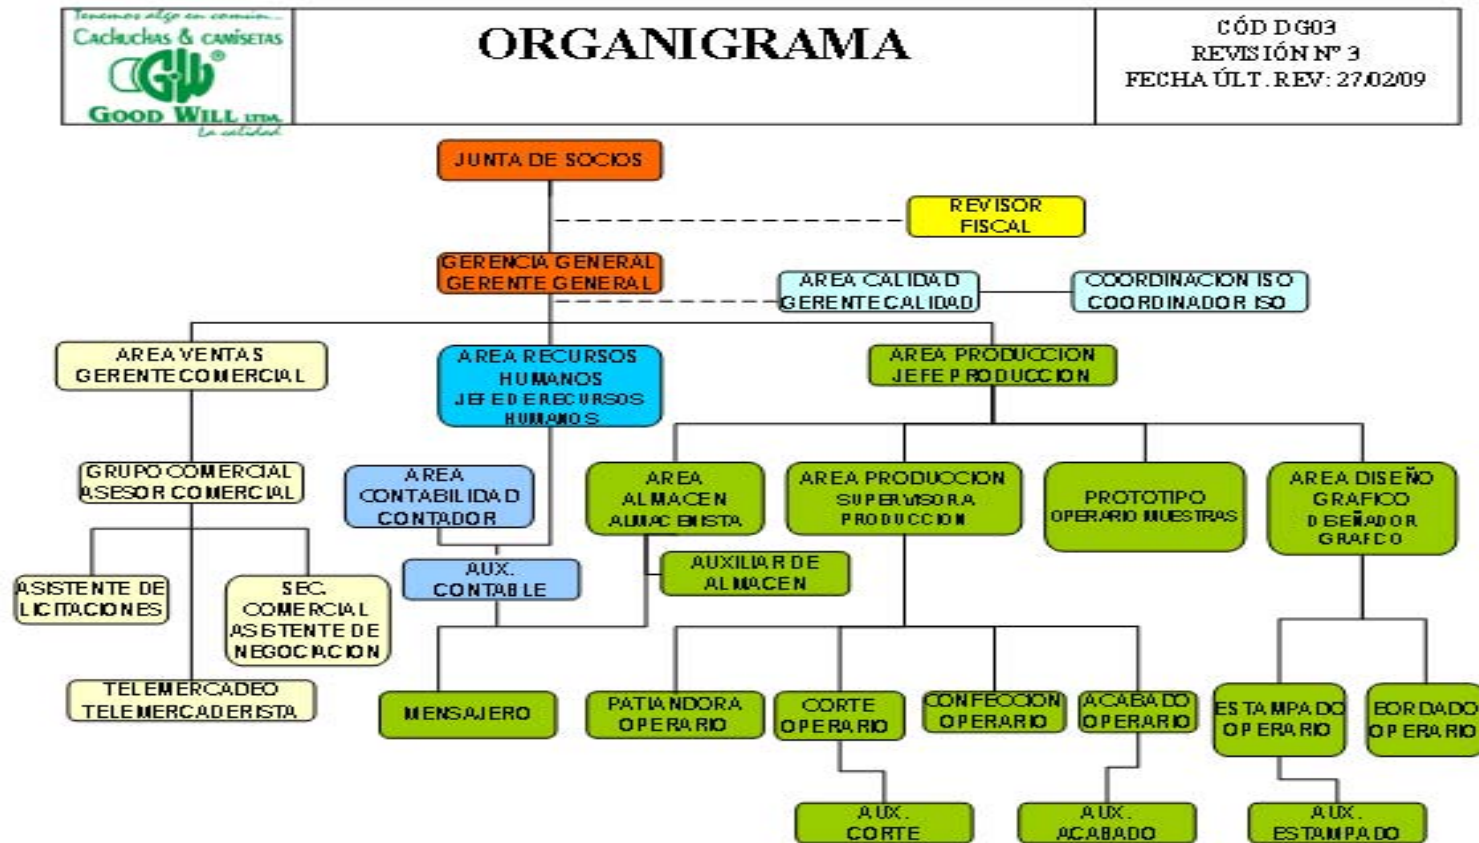 Tenemos algo en común...
CACHUCHAS & CAMISETAS
GW
GOOD WILL LTDA.
La calidad
ORGANIGRAMA
CÓD DG03
REVISIÓN Nº 3
FECHA ÚLT. REV: 27/02/09
JUNTA DE SOCIOS
REVISOR
FISCAL
GERENCIA GENERAL
GERENTE GENERAL
AREA CALIDAD
GERENTE CALIDAD
COORDINACION ISO
COORDINADOR ISO
AREA VENTAS
GERENTE COMERCIAL
AREA RECURSOS
HUMANOS
JEFE DE RECURSOS
HUMANOS
AREA PRODUCCION
JEFE PRODUCCION
GRUPO COMERCIAL
ASESOR COMERCIAL
AREA
CONTABILIDAD
CONTADOR
AREA
ALMACEN
ALMACENISTA
AREA PRODUCCION
SUPERVISORA
PRODUCCION
PROTOTIPO
OPERARIO MUESTRAS
AREA DISEÑO
GRAFICO
DISEÑADOR
GRAFCO
ASISTENTE DE
LICITACIONES
SEC.
COMERCIAL
ASISTENTE DE
NEGOCIACION
AUX.
CONTABLE
AUXILIAR DE
ALMACEN
TELEMERCADEO
TELEMERCADERISTA
MENSAJERO
PATIANDORA
OPERARIO
CORTE
OPERARIO
CONFECCION
OPERARIO
ACABADO
OPERARIO
ESTAMPADO
OPERARIO
BORDADO
OPERARIO
AUX.
CORTE
AUX.
ACABADO
AUX.
ESTAMPADO